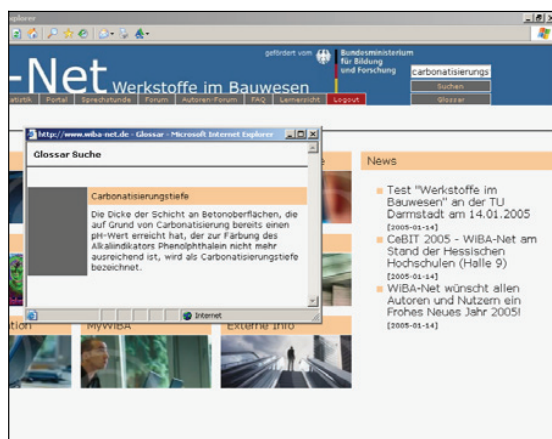 xplorer
gefördert vom
Bundesministerium
für Bildung
und Forschung
carbonatisierungs
-Net Werkstoffe im Bauwesen
Suchen
Glossar
atistik Portal Sprechstunde Forum Autoren-Forum FAQ Lernersicht Logout
http://www.wiba-net.de - Glossar - Microsoft Internet Explorer
Glossar Suche
Carbonatisierungstiefe
Die Dicke der Schicht an Betonoberflächen, die
auf Grund von Carbonatisierung bereits einen
pH-Wert erreicht hat, der zur Färbung des
Alkaliindikators Phenolphthalein nicht mehr
ausreichend ist, wird als Carbonatisierungstiefe
bezeichnet.
Internet
News
Test "Werkstoffe im
Bauwesen" an der TU
Darmstadt am 14.01.2005
[2005-01-14]
CeBIT 2005 - WiBA-Net am
Stand der Hessischen
Hochschulen (Halle 9)
[2005-01-14]
WiBA-Net wünscht allen
Autoren und Nutzern ein
Frohes Neues Jahr 2005!
[2005-01-14]
tion
MyWiBA
Externe Info